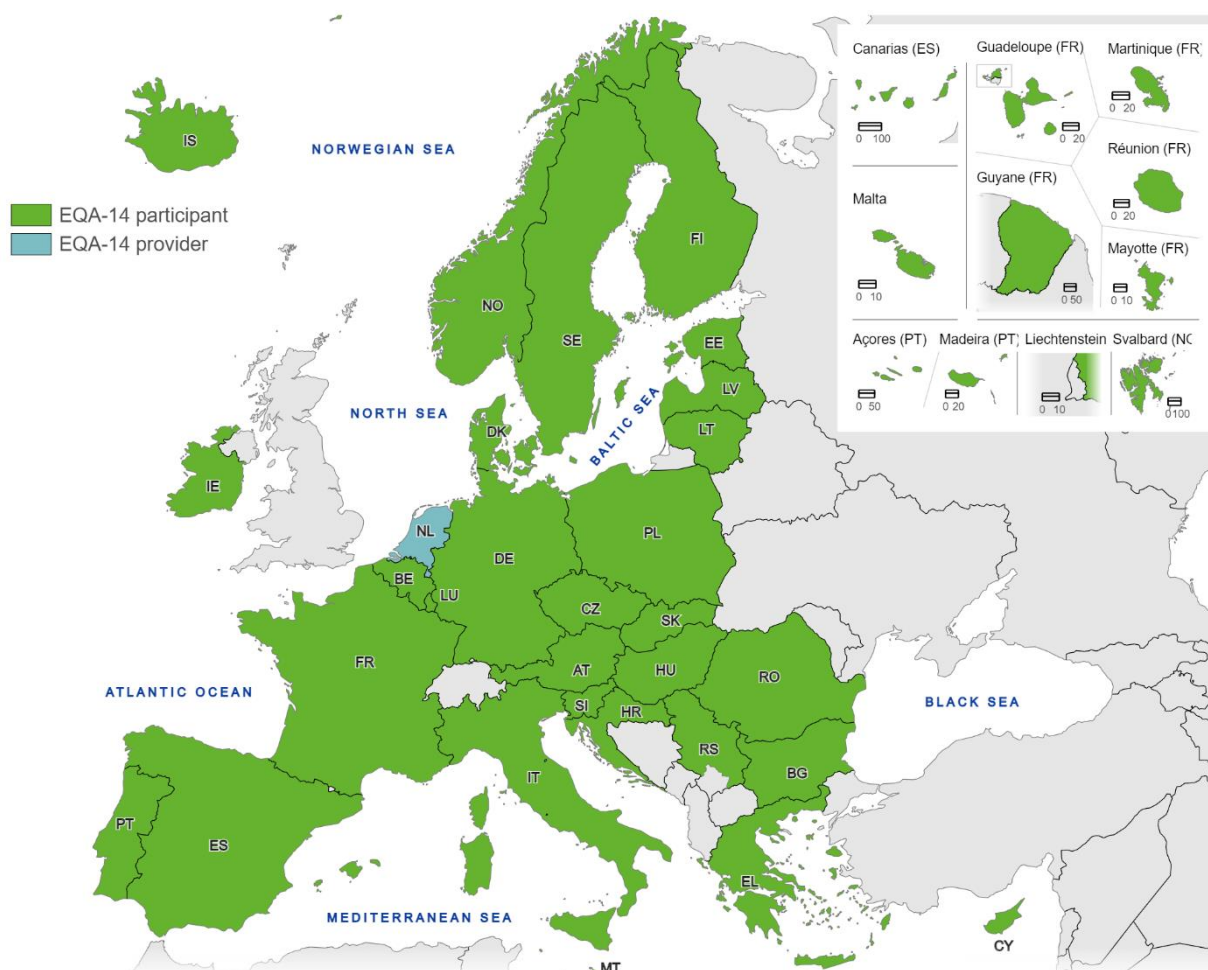 Canarias (ES)
Guadeloupe (FR)
Martinique (FR)
0 100
0 20
0 20
Malta
Guyane (FR)
Réunion (FR)
0 20
Mayotte (FR)
0 10
0 50
0 10
Açores (PT)
Madeira (PT)
Liechtenstein
Svalbard (NO
0 50
0 20
0 10
0 100
EQA-14 participant
EQA-14 provider
NORWEGIAN SEA
NORTH SEA
BALTIC SEA
ATLANTIC OCEAN
BLACK SEA
MEDITERRANEAN SEA
IS
NO
SE
FI
EE
LV
LT
DK
IE
NL
BE
LU
DE
PL
CZ
SK
FR
AT
HU
RO
SI
HR
RS
BG
IT
PT
ES
EL
CY
MT